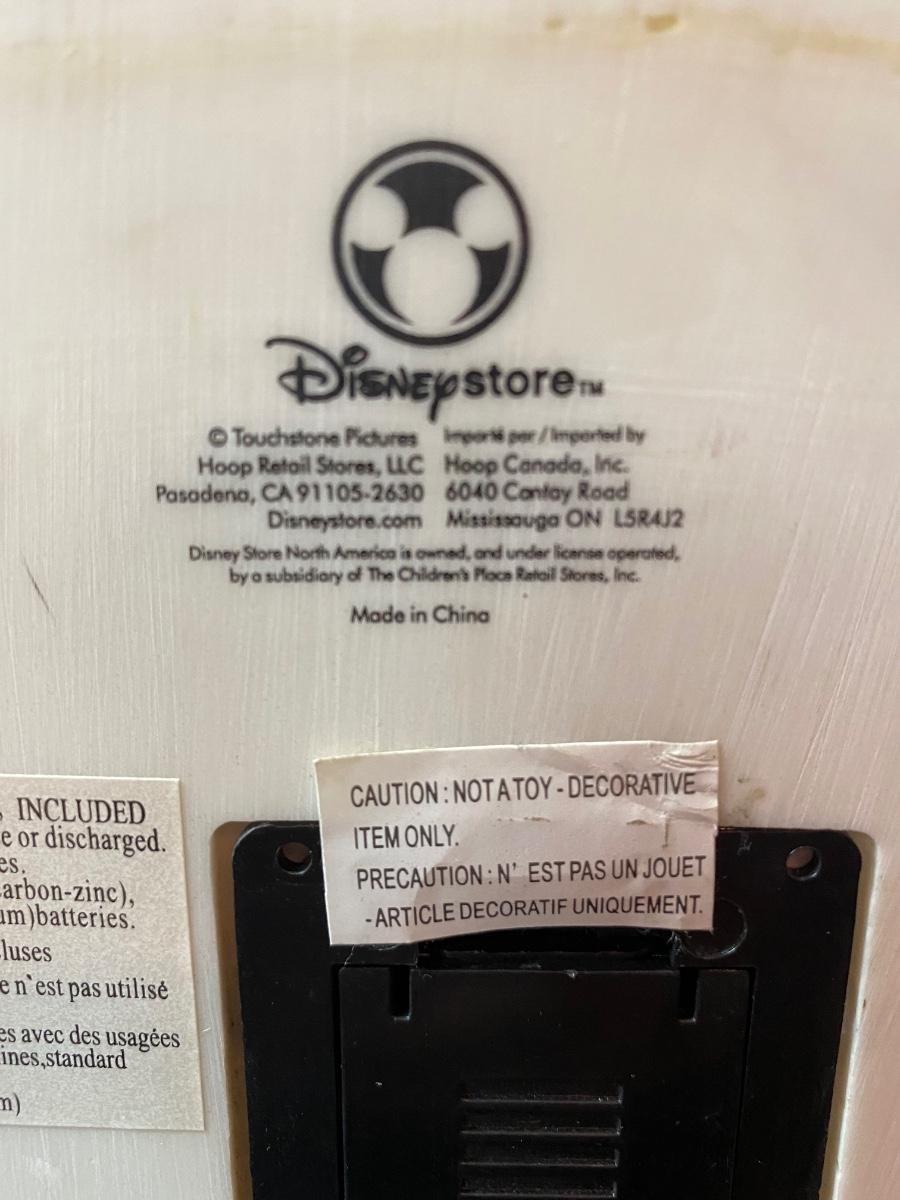 Disney store TM
© Touchstone Pictures
Hoop Retail Stores, LLC
Pasadena, CA 91105-2630
Disneystore.com
Importé par / Imported by
Hoop Canada, Inc.
6040 Cantay Road
Mississauga ON L5R4J2
Disney Store North America is owned, and under license operated,
by a subsidiary of The Children's Place Retail Stores, Inc.
Made in China
CAUTION : NOT A TOY - DECORATIVE
ITEM ONLY.
PRECAUTION : N' EST PAS UN JOUET
-ARTICLE DECORATIF UNIQUEMENT.
INCLUDED
e or discharged.
es.
arbon-zinc),
um)batteries.
luses
e n'est pas utilisé
es avec des usagées
ines,standard
m)